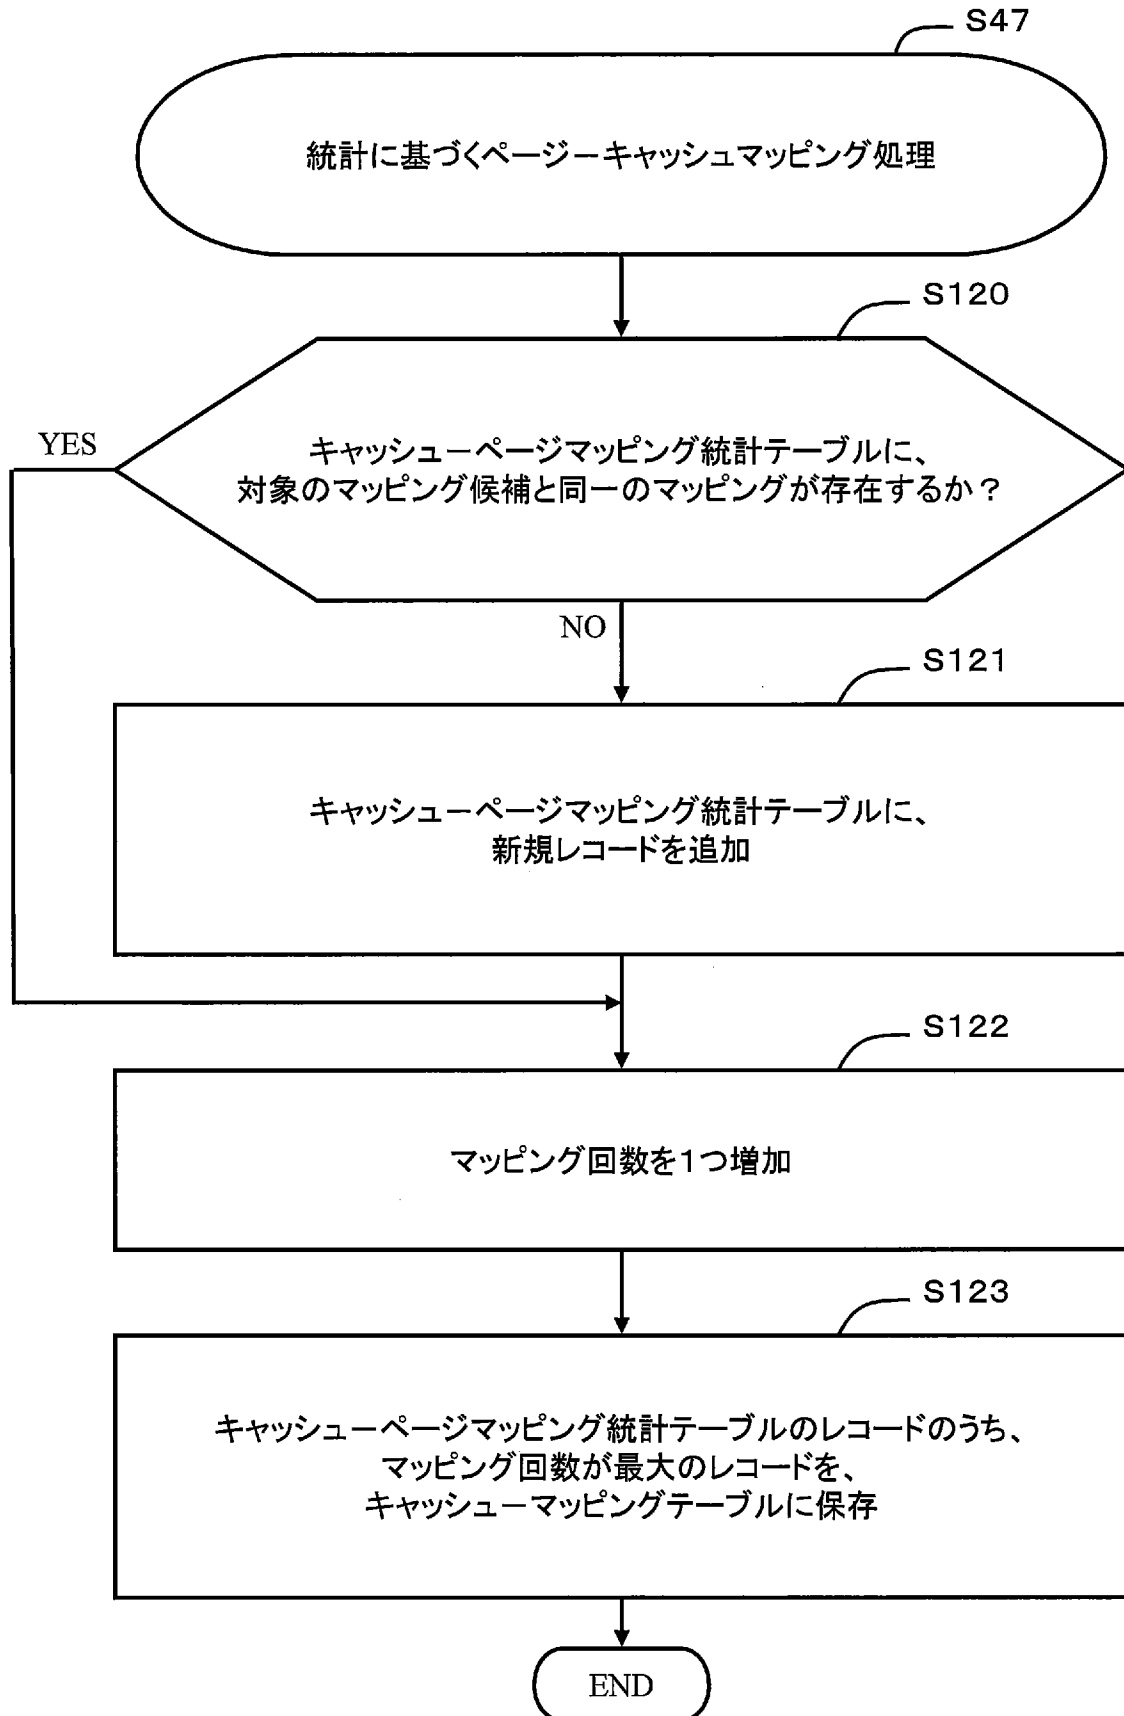 S47
統計に基づくページーキャッシュマッピング処理
S120
YES
キャッシューページマッピング統計テーブルに、
対象のマッピング候補と同一のマッピングが存在するか？
NO
S121
キャッシューページマッピング統計テーブルに、
新規レコードを追加
S122
マッピング回数を1つ増加
S123
キャッシューページマッピング統計テーブルのレコードのうち、
マッピング回数が最大のレコードを、
キャッシューマッピングテーブルに保存
END